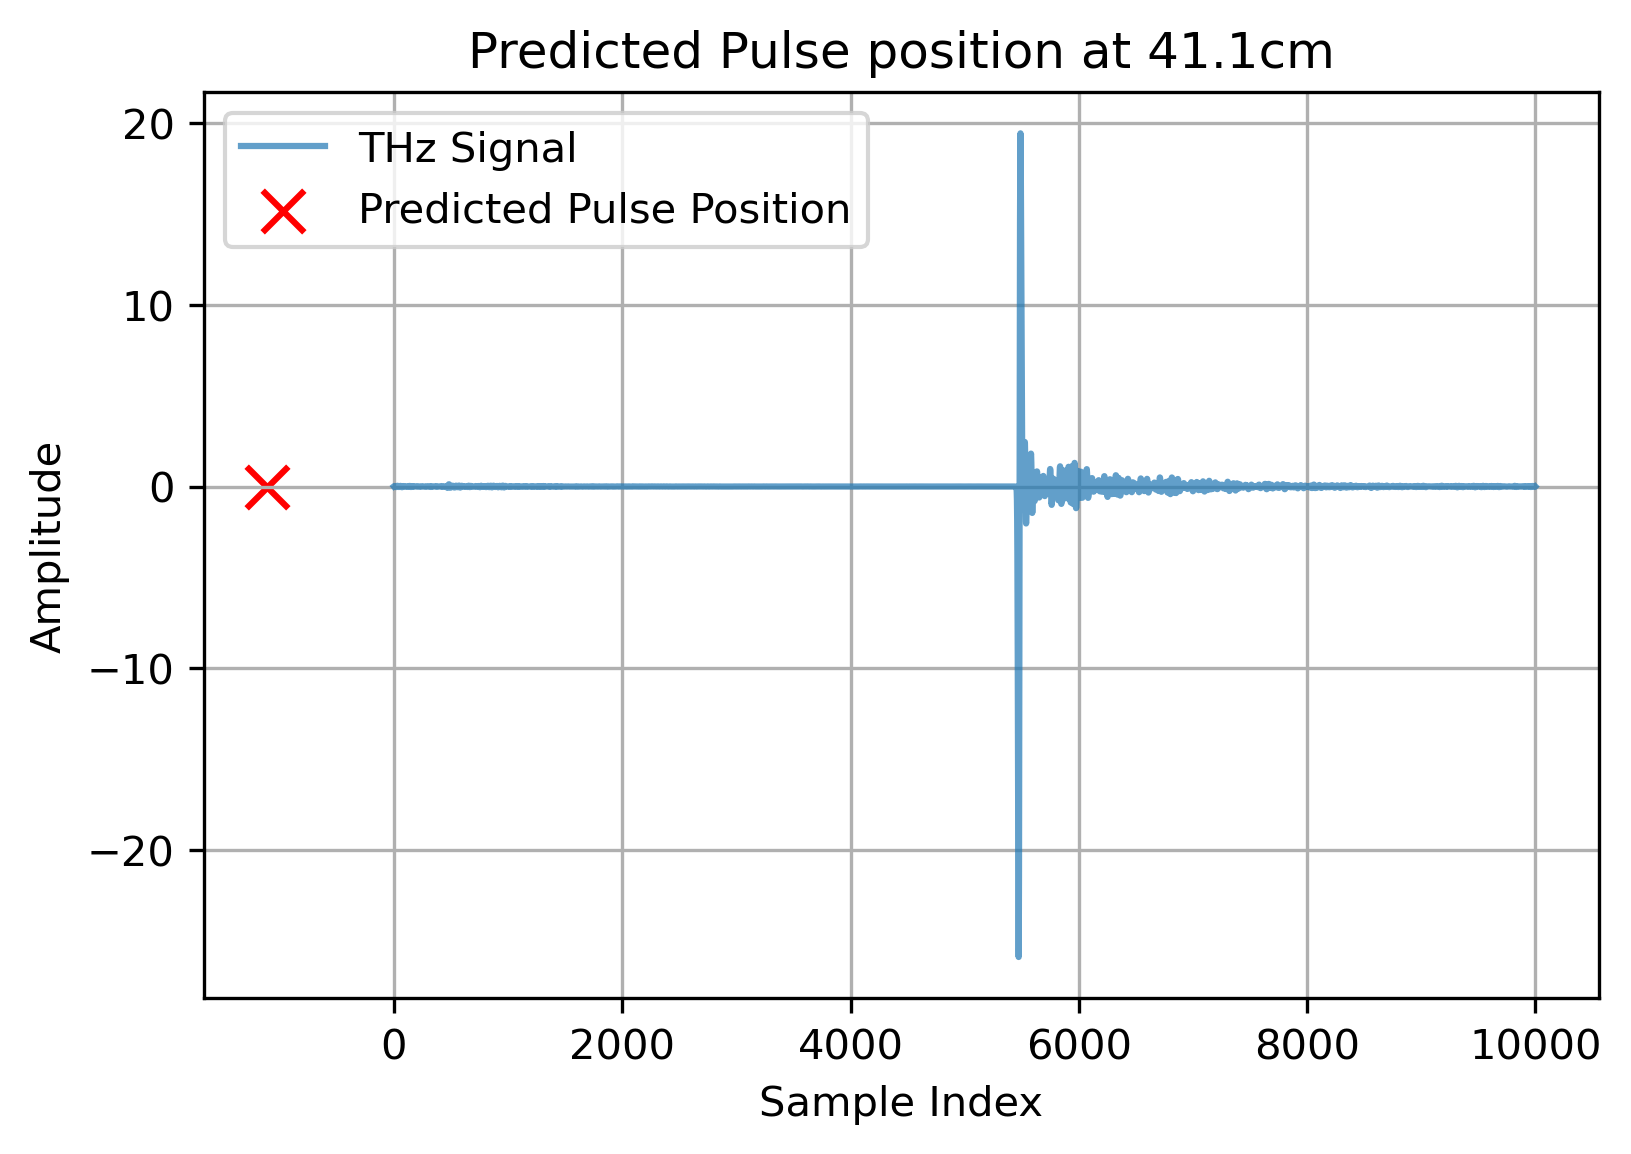 Predicted Pulse position at 41.1cm
THz Signal
Predicted Pulse Position
20
10
0
−10
−20
Amplitude
0 2000 4000 6000 8000 10000
Sample Index